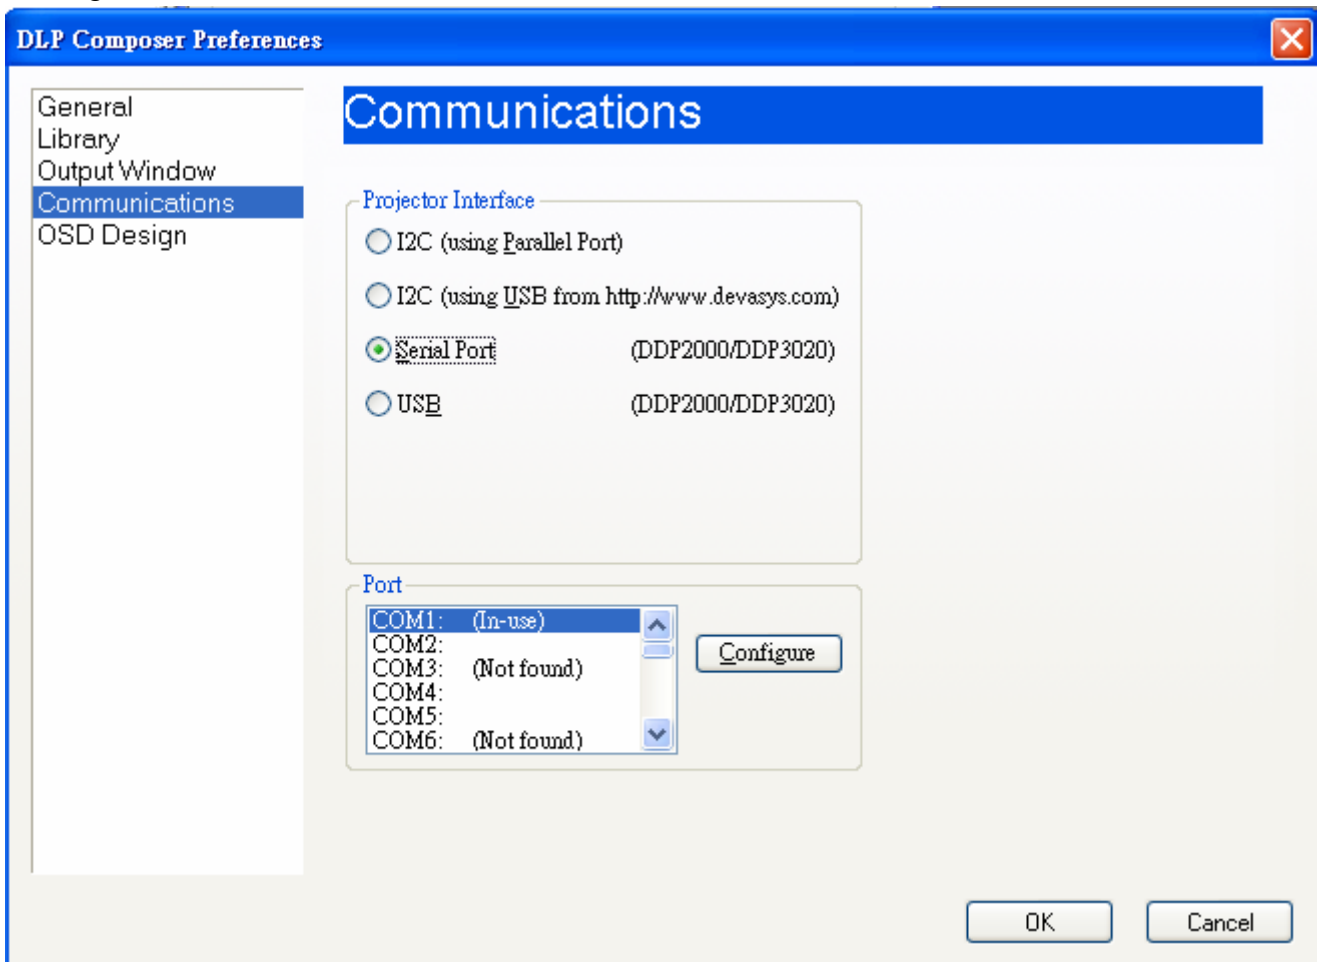 DLP Composer Preferences
General
Library
Output Window
Communications
OSD Design
Communications
Projector Interface
I2C (using Parallel Port)
I2C (using USB from http://www.devasys.com)
Serial Port (DDP2000/DDP3020)
USB (DDP2000/DDP3020)
Port
COM1: (In-use)
COM2:
COM3: (Not found)
COM4:
COM5:
COM6: (Not found)
Configure
OK Cancel